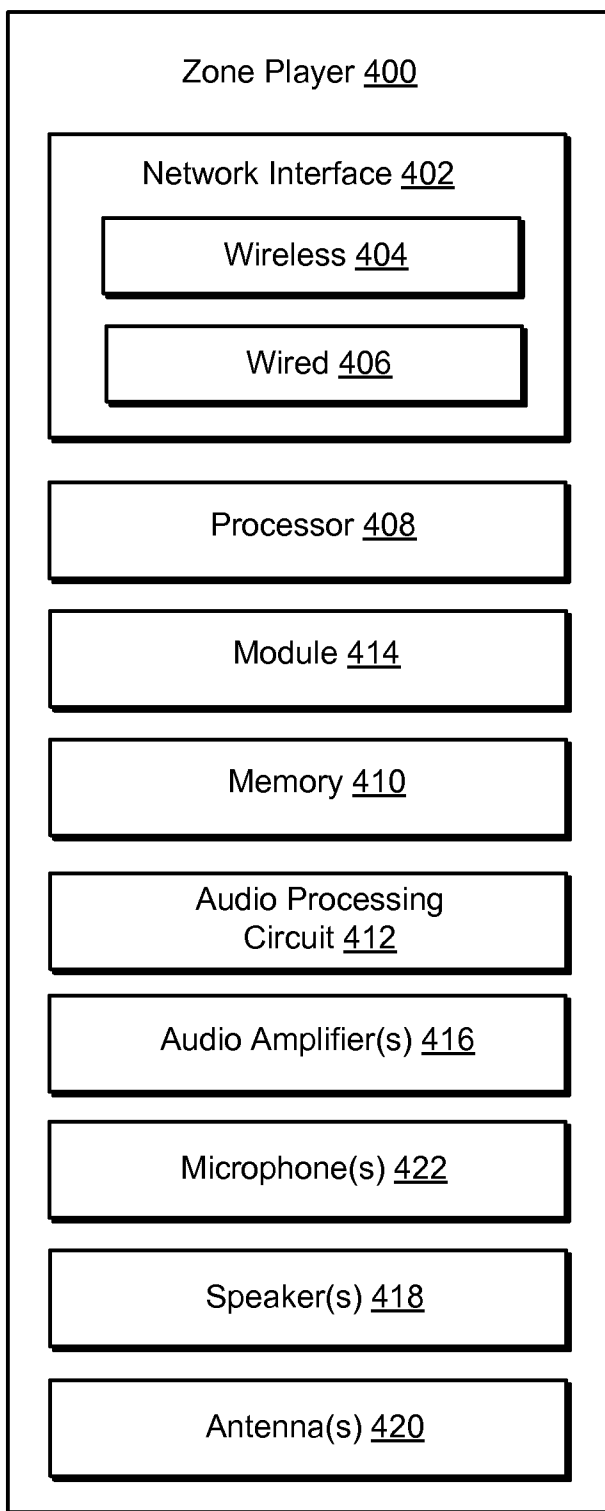 Zone Player 400
Network Interface 402
Wireless 404
Wired 406
Processor 408
Module 414
Memory 410
Audio Processing
Circuit 412
Audio Amplifier(s) 416
Microphone(s) 422
Speaker(s) 418
Antenna(s) 420